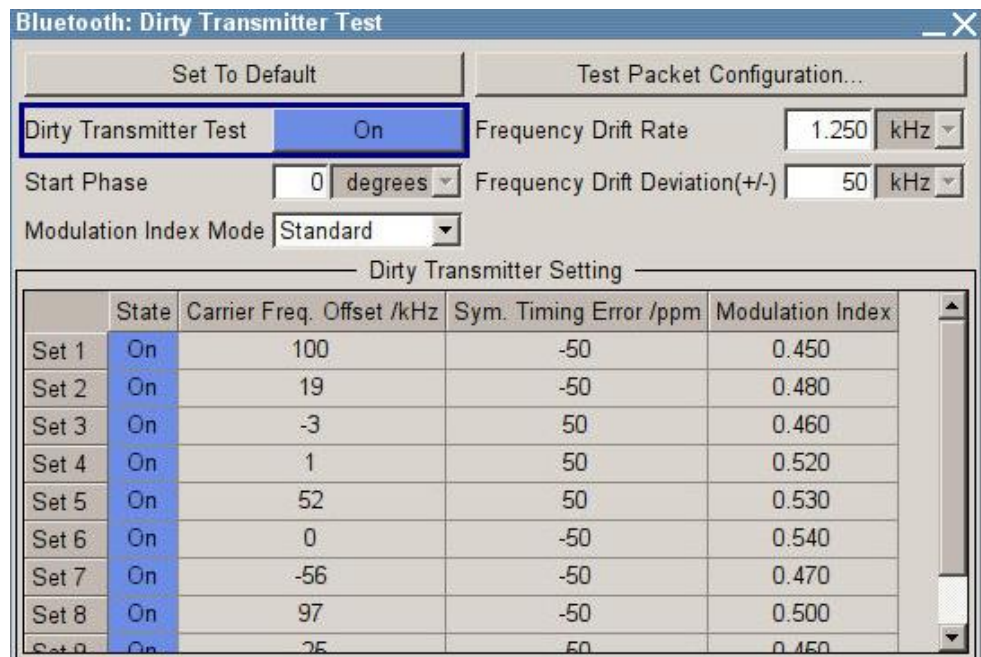 Bluetooth: Dirty Transmitter Test
Set To Default Test Packet Configuration...
Dirty Transmitter Test On Frequency Drift Rate 1.250 kHz
Start Phase 0 degrees Frequency Drift Deviation(+/-) 50 kHz
Modulation Index Mode Standard
Dirty Transmitter Setting
State Carrier Freq. Offset /kHz Sym. Timing Error /ppm Modulation Index
Set 1 On 100 -50 0.450
Set 2 On 19 -50 0.480
Set 3 On -3 50 0.460
Set 4 On 1 50 0.520
Set 5 On 52 50 0.530
Set 6 On 0 -50 0.540
Set 7 On -56 -50 0.470
Set 8 On 97 -50 0.500